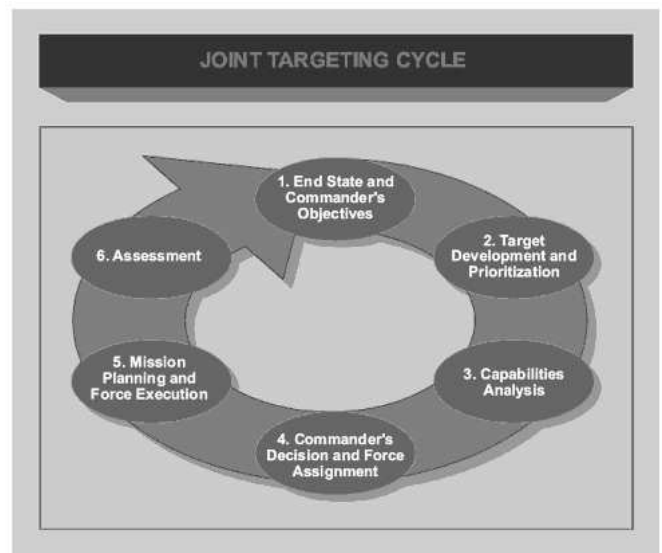 JOINT TARGETING CYCLE
1. End State and
Commander's
Objectives
2. Target
Development and
Prioritization
3. Capabilities
Analysis
4. Commander's
Decision and Force
Assignment
5. Mission
Planning and
Force Execution
6. Assessment